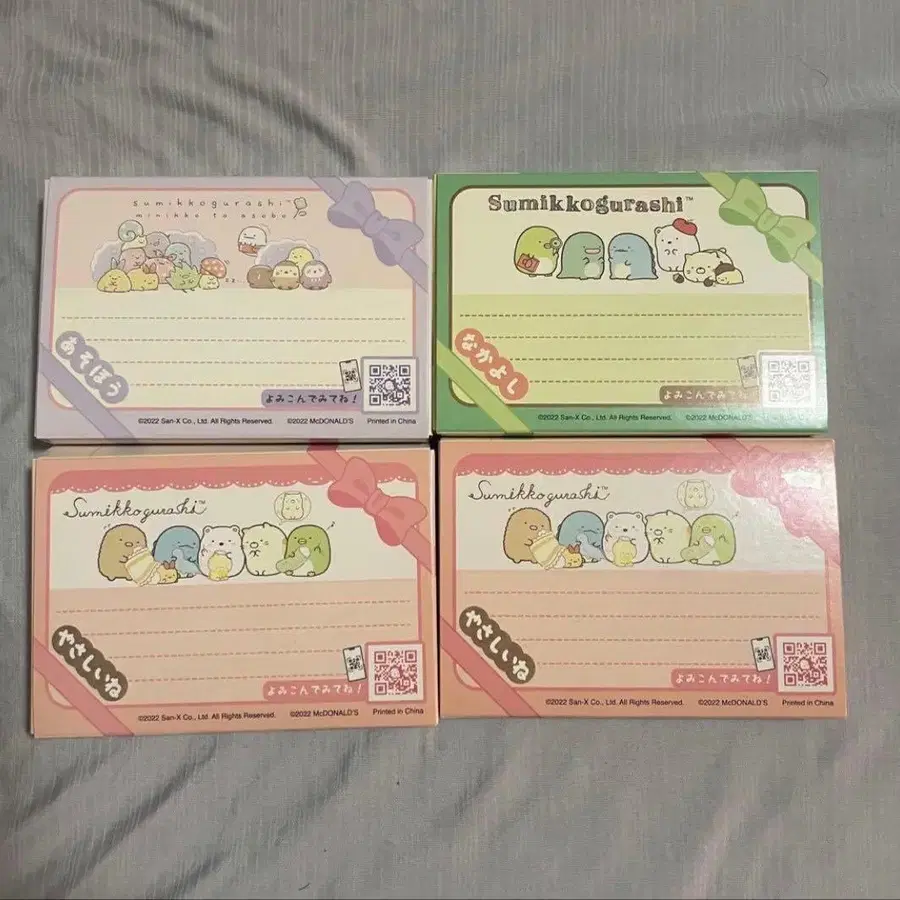 sumikkogurashi™
minikko to asobo
あそぼう
よみこんでみてね!
©2022 San-X Co., Ltd. All Rights Reserved. ©2022 McDONALD'S Printed in China
Sumikkogurashi™
なかよし
よみこんでみてね!
©2022 San-X Co., Ltd. All Rights Reserved. ©2022 McDONALD'S Printed in China
Sumikkogurashi™
やさしいね
よみこんでみてね!
©2022 San-X Co., Ltd. All Rights Reserved. ©2022 McDONALD'S Printed in China
Sumikkogurashi™
やさしいね
よみこんでみてね!
©2022 San-X Co., Ltd. All Rights Reserved. ©2022 McDONALD'S Printed in China